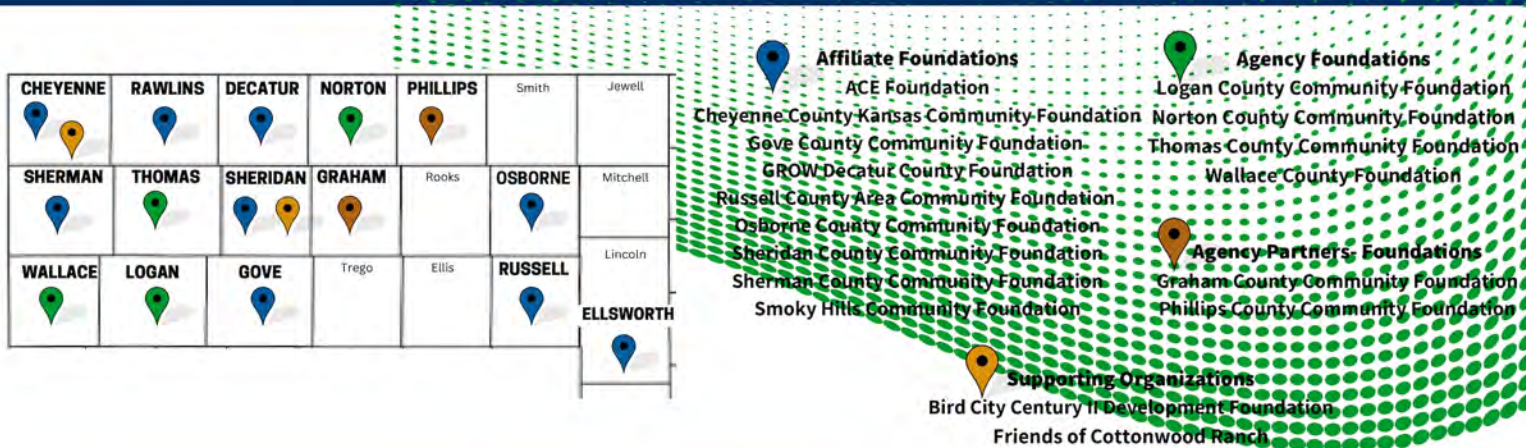 CHEYENNE RAWLINS DECATUR NORTON PHILLIPS Smith Jewell
SHERMAN THOMAS SHERIDAN GRAHAM Rooks OSBORNE Mitchell
WALLACE LOGAN GOVE Trego Ellis RUSSELL Lincoln
ELLSWORTH
Affiliate Foundations
ACE Foundation
Cheyenne County Kansas Community Foundation
Gove County Community Foundation
GROW Decatur County Foundation
Russell County Area Community Foundation
Osborne County Community Foundation
Sheridan County Community Foundation
Sherman County Community Foundation
Smoky Hills Community Foundation
Agency Foundations
Logan County Community Foundation
Norton County Community Foundation
Thomas County Community Foundation
Wallace County Foundation
Agency Partners- Foundations
Graham County Community Foundation
Phillips County Community Foundation
Supporting Organizations
Bird City Century II Development Foundation
Friends of Cottonwood Ranch